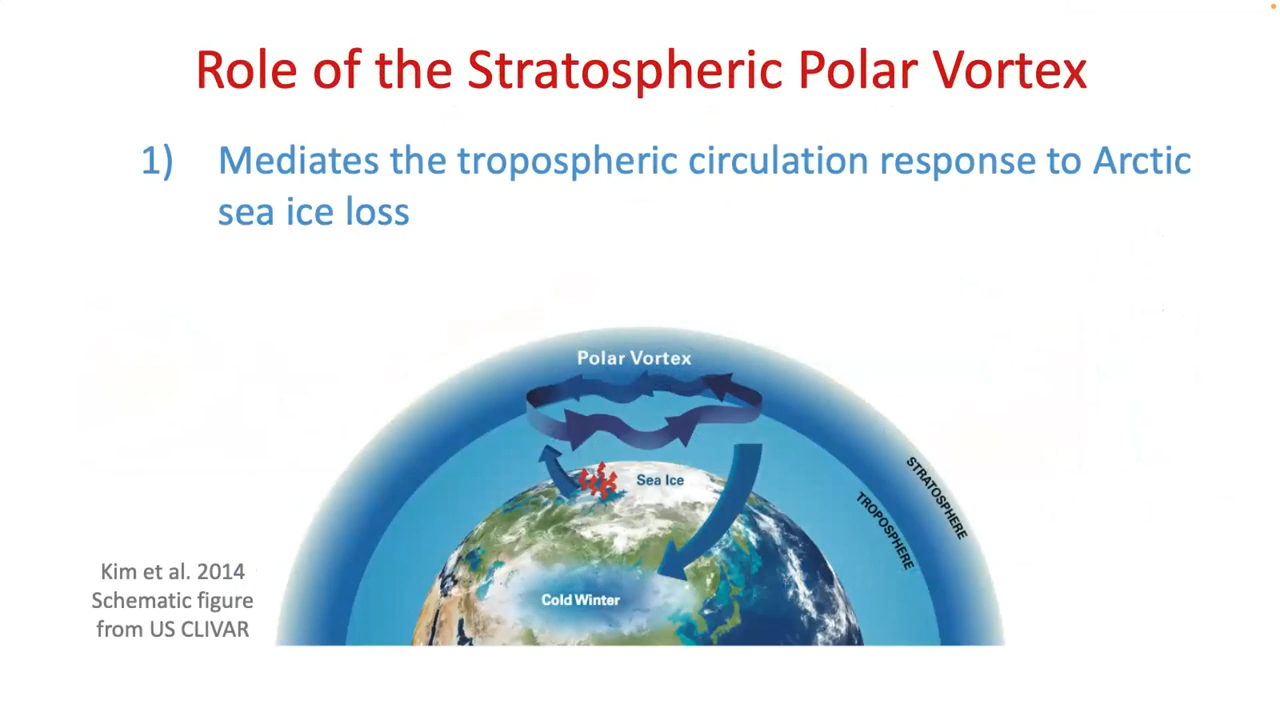 Role of the Stratospheric Polar Vortex
1) Mediates the tropospheric circulation response to Arctic
sea ice loss
Polar Vortex
Sea Ice
STRATOSPHERE
TROPOSPHERE
Cold Winter
Kim et al. 2014
Schematic figure
from US CLIVAR